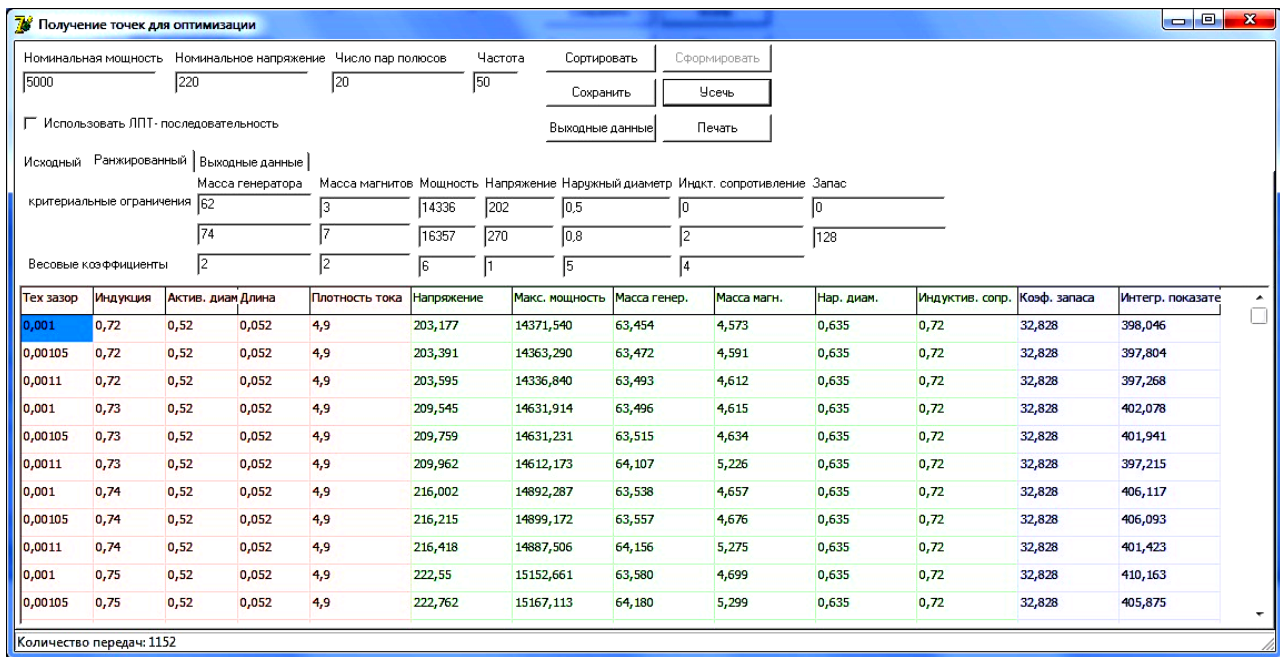 Получение точек для оптимизации
Номинальная мощность Номинальное напряжение Число пар полюсов Частота Сортировать Сформировать
5000 220 20 50
Сохранить Усечь
Использовать ЛПТ- последовательность
Выходные данные Печать
Исходный Ранжированный Выходные данные
Масса генератора Масса магнитов Мощность Напряжение Наружный диаметр Индкт. сопротивление Запас
критериальные ограничения 62 3 14336 202 0,5 0 0
74 7 16357 270 0,8 2 128
Весовые коэффициенты 2 2 6 1 5 4
Тех зазор Индукция Актив. диам Длина Плотность тока Напряжение Макс. мощность Масса генер. Масса магн. Нар. диам. Индуктив. сопр. Коэф. запаса Интегр. показате
0,001 0,72 0,52 0,052 4,9 203,177 14371,540 63,454 4,573 0,635 0,72 32,828 398,046
0,00105 0,72 0,52 0,052 4,9 203,391 14363,290 63,472 4,591 0,635 0,72 32,828 397,804
0,0011 0,72 0,52 0,052 4,9 203,595 14336,840 63,493 4,612 0,635 0,72 32,828 397,268
0,001 0,73 0,52 0,052 4,9 209,545 14631,914 63,496 4,615 0,635 0,72 32,828 402,078
0,00105 0,73 0,52 0,052 4,9 209,759 14631,231 63,515 4,634 0,635 0,72 32,828 401,941
0,0011 0,73 0,52 0,052 4,9 209,962 14612,173 64,107 5,226 0,635 0,72 32,828 397,215
0,001 0,74 0,52 0,052 4,9 216,002 14892,287 63,538 4,657 0,635 0,72 32,828 406,117
0,00105 0,74 0,52 0,052 4,9 216,215 14899,172 63,557 4,676 0,635 0,72 32,828 406,093
0,0011 0,74 0,52 0,052 4,9 216,418 14887,506 64,156 5,275 0,635 0,72 32,828 401,423
0,001 0,75 0,52 0,052 4,9 222,55 15152,661 63,580 4,699 0,635 0,72 32,828 410,163
0,00105 0,75 0,52 0,052 4,9 222,762 15167,113 64,180 5,299 0,635 0,72 32,828 405,875
Количество передач: 1152